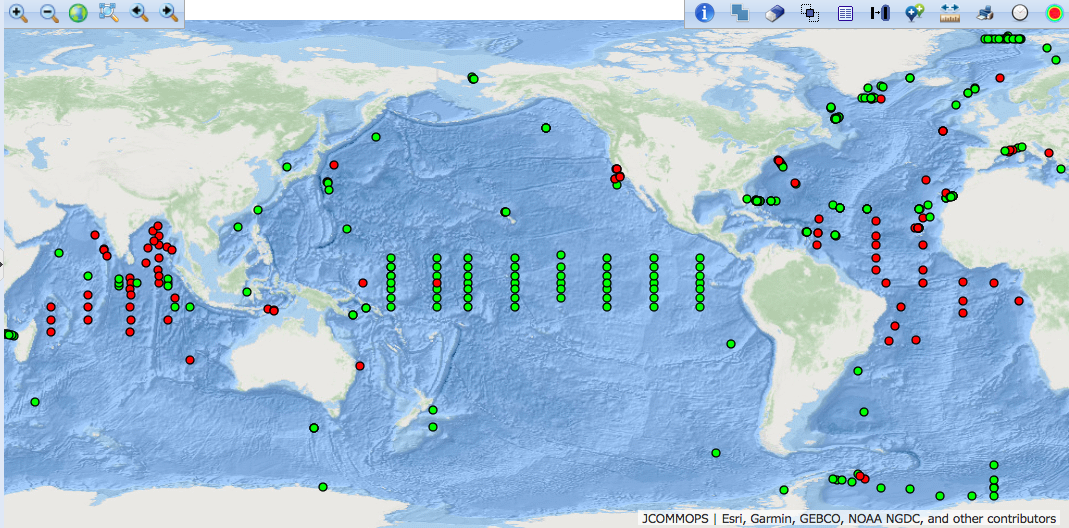 JCOMMOPS | Esri, Garmin, GEBCO, NOAA NGDC, and other contributors